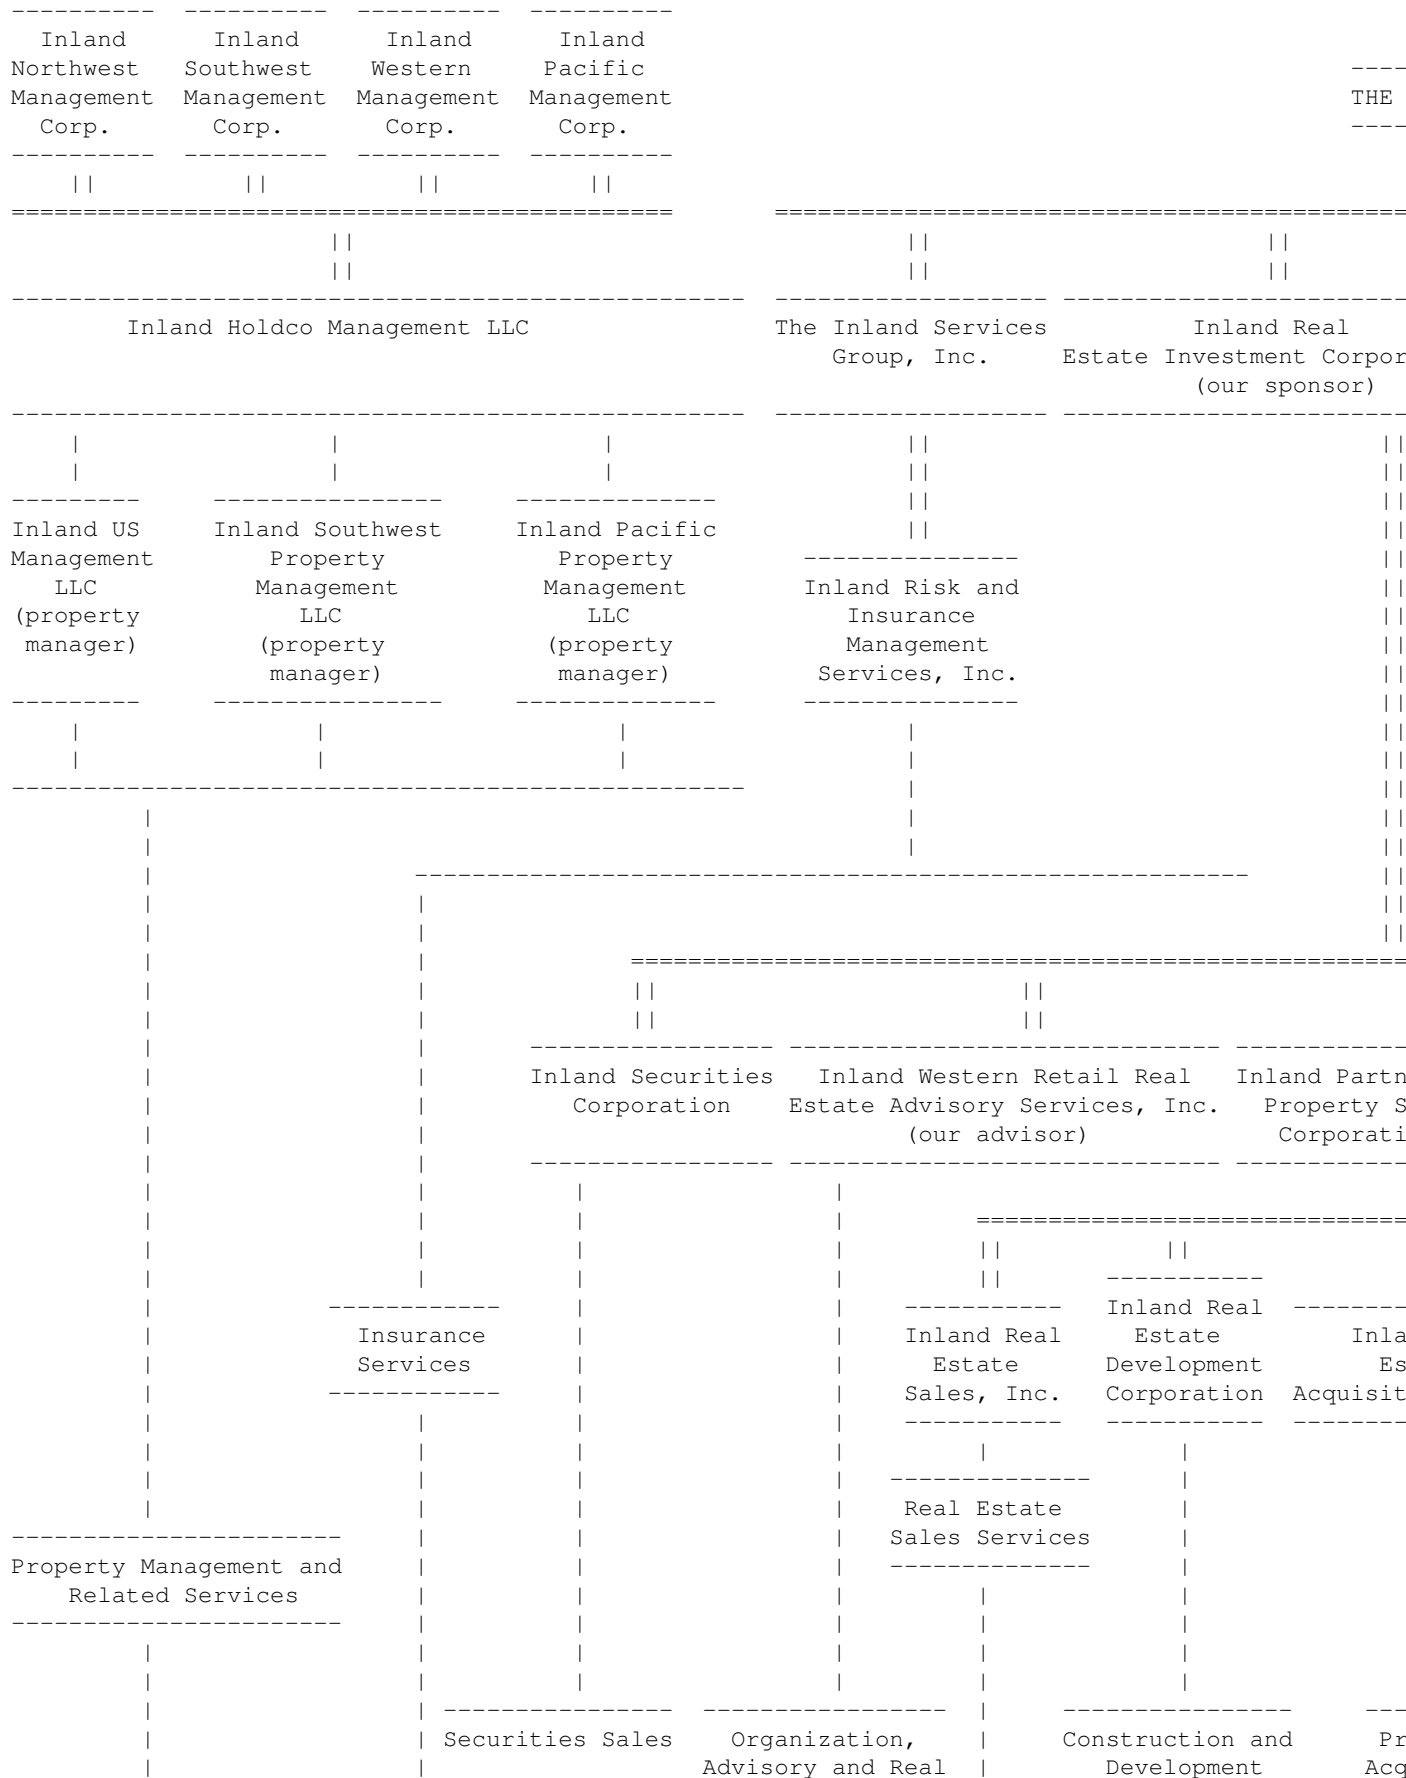 Inland Inland Inland Inland
Northwest Southwest Western Pacific
Management Management Management Management THE
Corp. Corp. Corp. Corp.
Inland Holdco Management LLC The Inland Services Inland Real
Group, Inc. Estate Investment Corpor
(our sponsor)
Inland US Inland Southwest Inland Pacific
Management Property Property
LLC Management Management Inland Risk and
(property LLC LLC Insurance
manager) (property (property Management
manager) manager) Services, Inc.
Inland Securities Inland Western Retail Real Inland Partn
Corporation Estate Advisory Services, Inc. Property S
(our advisor) Corporati
Inland Real
Insurance Inland Real Estate Inla
Services Estate Development Es
Sales, Inc. Corporation Acquisit
Real Estate
Sales Services
Property Management and
Related Services
Securities Sales Organization, Construction and Pr
Advisory and Real Development Acq